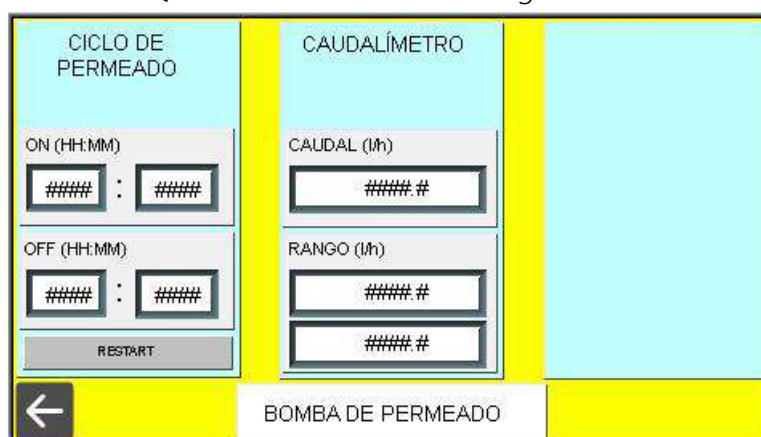 CICLO DE
PERMEADO
ON (HH:MM)
#### : ####
OFF (HH:MM)
#### : ####
RESTART
CAUDALÍMETRO
CAUDAL (l/h)
####.#
RANGO (l/h)
####.#
####.#
BOMBA DE PERMEADO